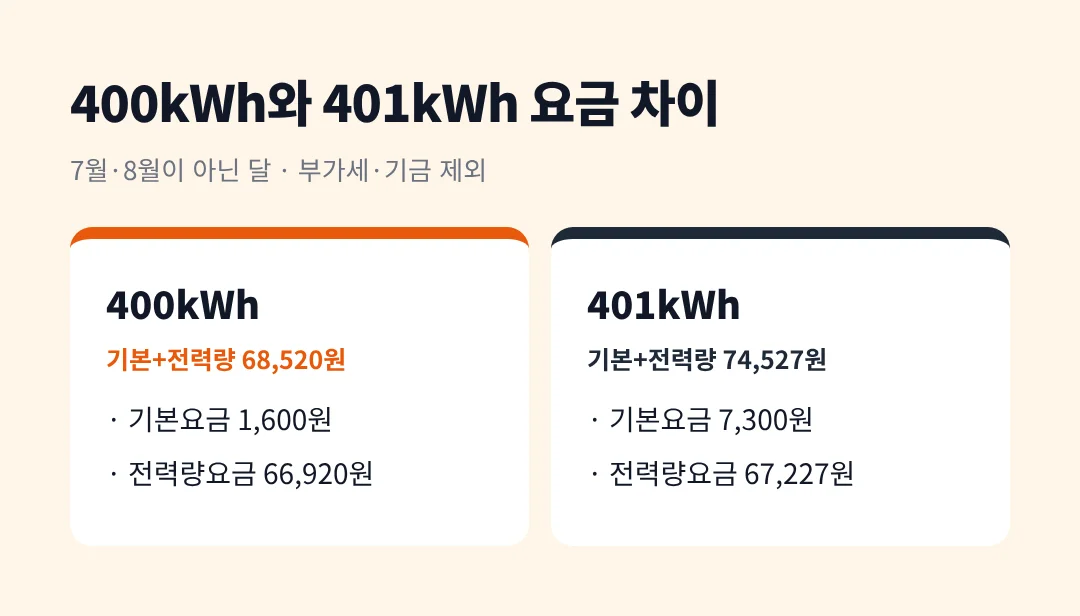 400kWh와 401kWh 요금 차이
7월·8월이 아닌 달 · 부가세·기금 제외
400kWh
기본+전력량 68,520원
· 기본요금 1,600원
· 전력량요금 66,920원
401kWh
기본+전력량 74,527원
· 기본요금 7,300원
· 전력량요금 67,227원